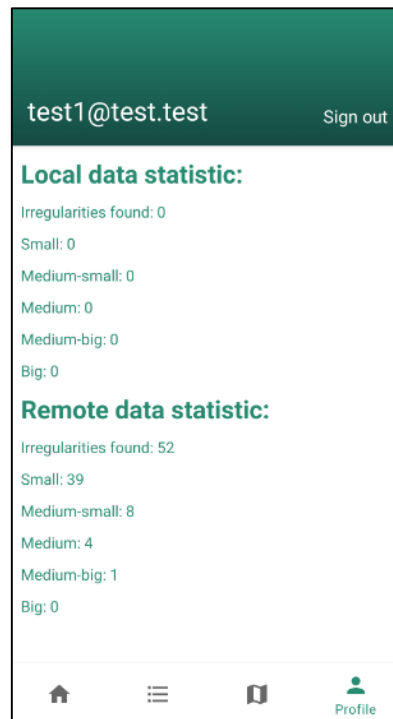 test1@test.test
Sign out
Local data statistic:
Irregularities found: 0
Small: 0
Medium-small: 0
Medium: 0
Medium-big: 0
Big: 0
Remote data statistic:
Irregularities found: 52
Small: 39
Medium-small: 8
Medium: 4
Medium-big: 1
Big: 0
Profile